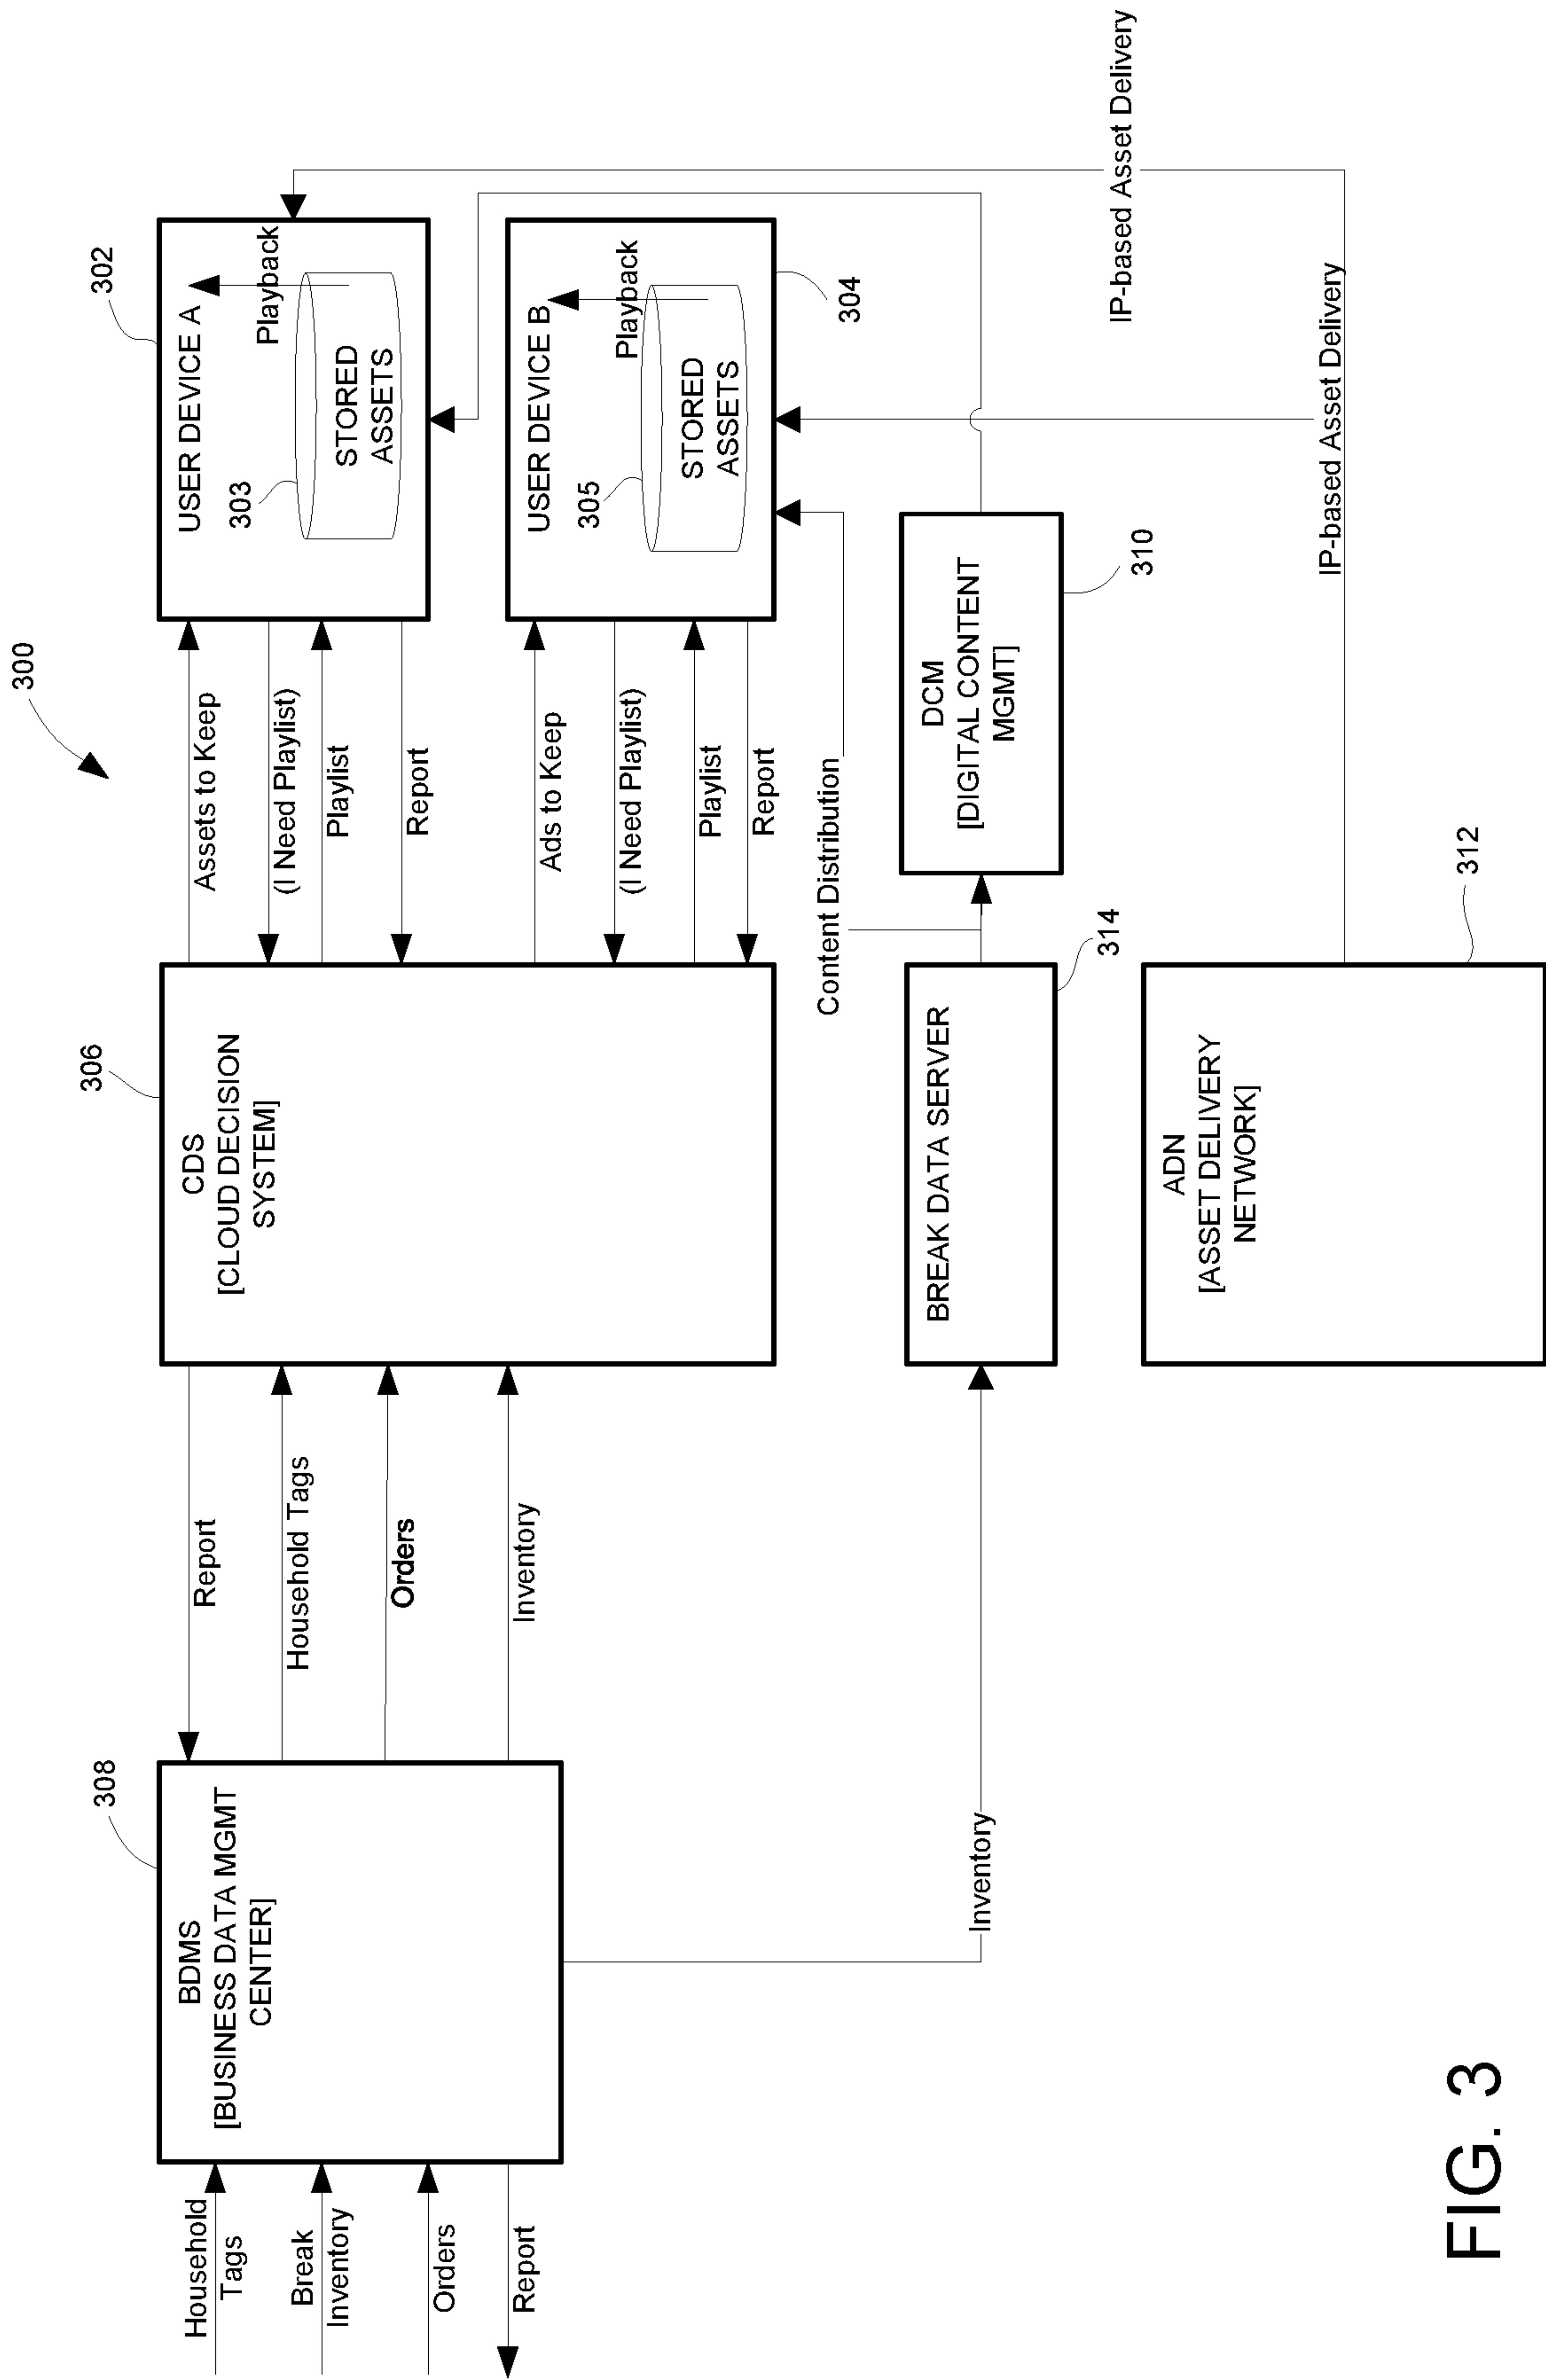 300
308
BDMS
[BUSINESS DATA MGMT
CENTER]
Household
Tags
Break
Inventory
Orders
Report
Report
Household Tags
Orders
Inventory
306
CDS
[CLOUD DECISION
SYSTEM]
Assets to Keep
(I Need Playlist)
Playlist
Report
302
USER DEVICE A
Playback
303
STORED
ASSETS
Ads to Keep
(I Need Playlist)
Playlist
Report
USER DEVICE B
Playback
305
STORED
ASSETS
304
Content Distribution
Inventory
BREAK DATA SERVER
314
DCM
[DIGITAL CONTENT
MGMT]
310
ADN
[ASSET DELIVERY
NETWORK]
312
IP-based Asset Delivery
IP-based Asset Delivery
FIG. 3